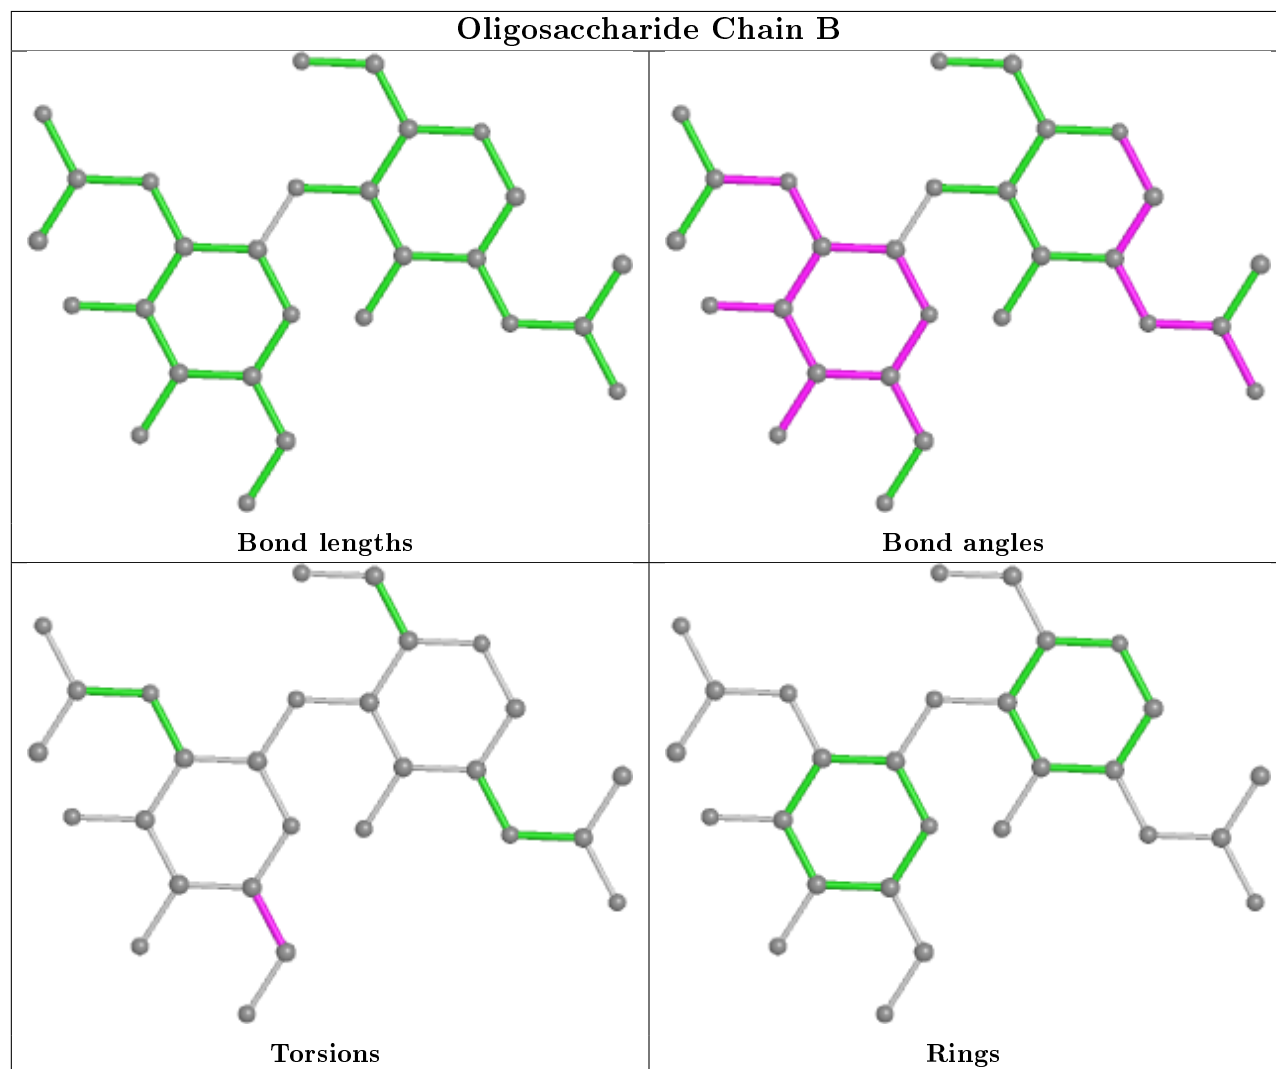 Oligosaccharide Chain B
Bond lengths
Bond angles
Torsions
Rings